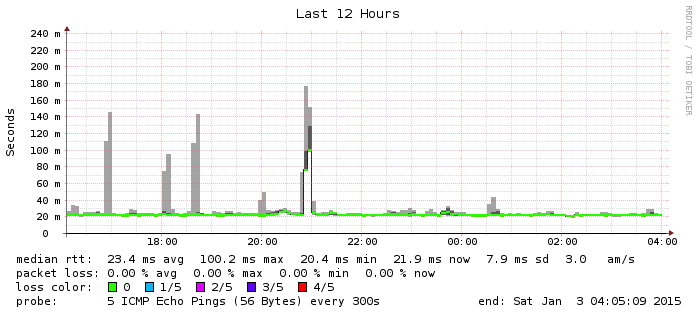 Last 12 Hours
RRDTOOL / TOBI OETIKER
Seconds
240 m
220 m
200 m
180 m
160 m
140 m
120 m
100 m
80 m
60 m
40 m
20 m
0
18:00 20:00 22:00 00:00 02:00 04:00
median rtt: 23.4 ms avg 100.2 ms max 20.4 ms min 21.9 ms now 7.9 ms sd 3.0 am/s
packet loss: 0.00 % avg 0.00 % max 0.00 % min 0.00 % now
loss color: 0 1/5 2/5 3/5 4/5
probe: 5 ICMP Echo Pings (56 Bytes) every 300s end: Sat Jan 3 04:05:09 2015